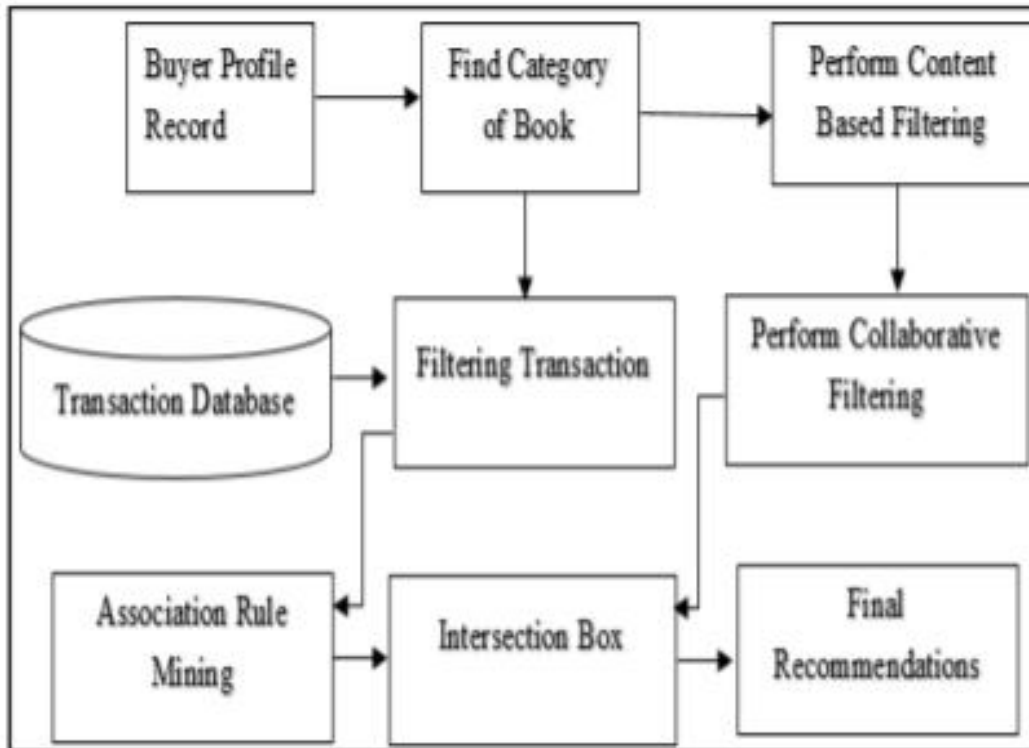 Buyer Profile
Record
Find Category
of Book
Perform Content
Based Filtering
Transaction Database
Filtering Transaction
Perform Collaborative
Filtering
Association Rule
Mining
Intersection Box
Final
Recommendations